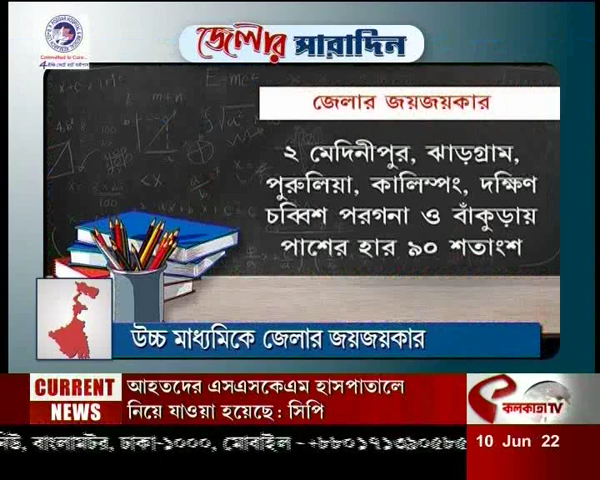 জেলার সারাদিন
জেলার জয়জয়কার
২ মেদিনীপুর, ঝাড়গ্রাম,
পুরুলিয়া, কালিম্পং, দক্ষিণ
চব্বিশ পরগনা ও বাঁকুড়ায়
পাশের হার ৯০ শতাংশ
উচ্চ মাধ্যমিকে জেলার জয়জয়কার
CURRENT
NEWS
আহতদের এসএসকেএম হাসপাতালে
নিয়ে যাওয়া হয়েছে: সিপি
কলকাতা TV
নিউ, বাংলামটর, ঢাকা-১০০০, মোবাইল - +৮৮০১৭১৩৯০৫৮৫
10 Jun 22